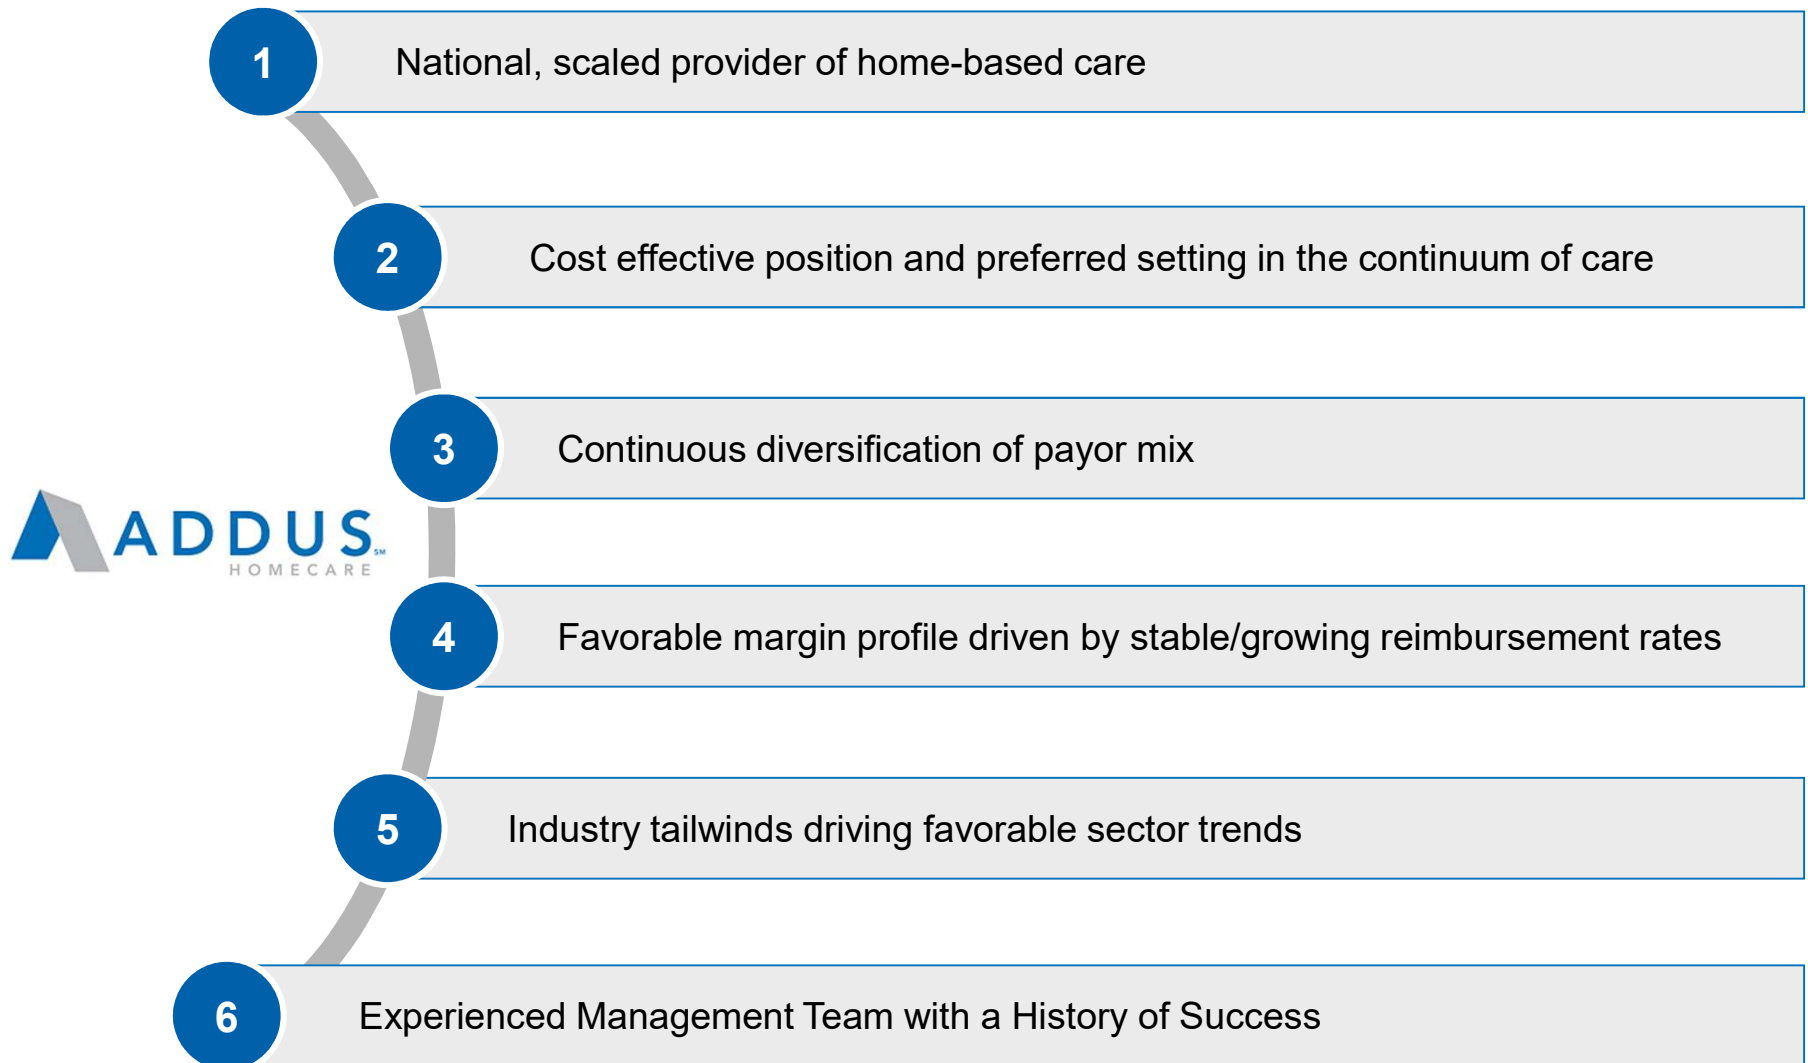 1
National, scaled provider of home-based care
2
Cost effective position and preferred setting in the continuum of care
3
Continuous diversification of payor mix
ADDUS SM
HOMECARE
4
Favorable margin profile driven by stable/growing reimbursement rates
5
Industry tailwinds driving favorable sector trends
6
Experienced Management Team with a History of Success